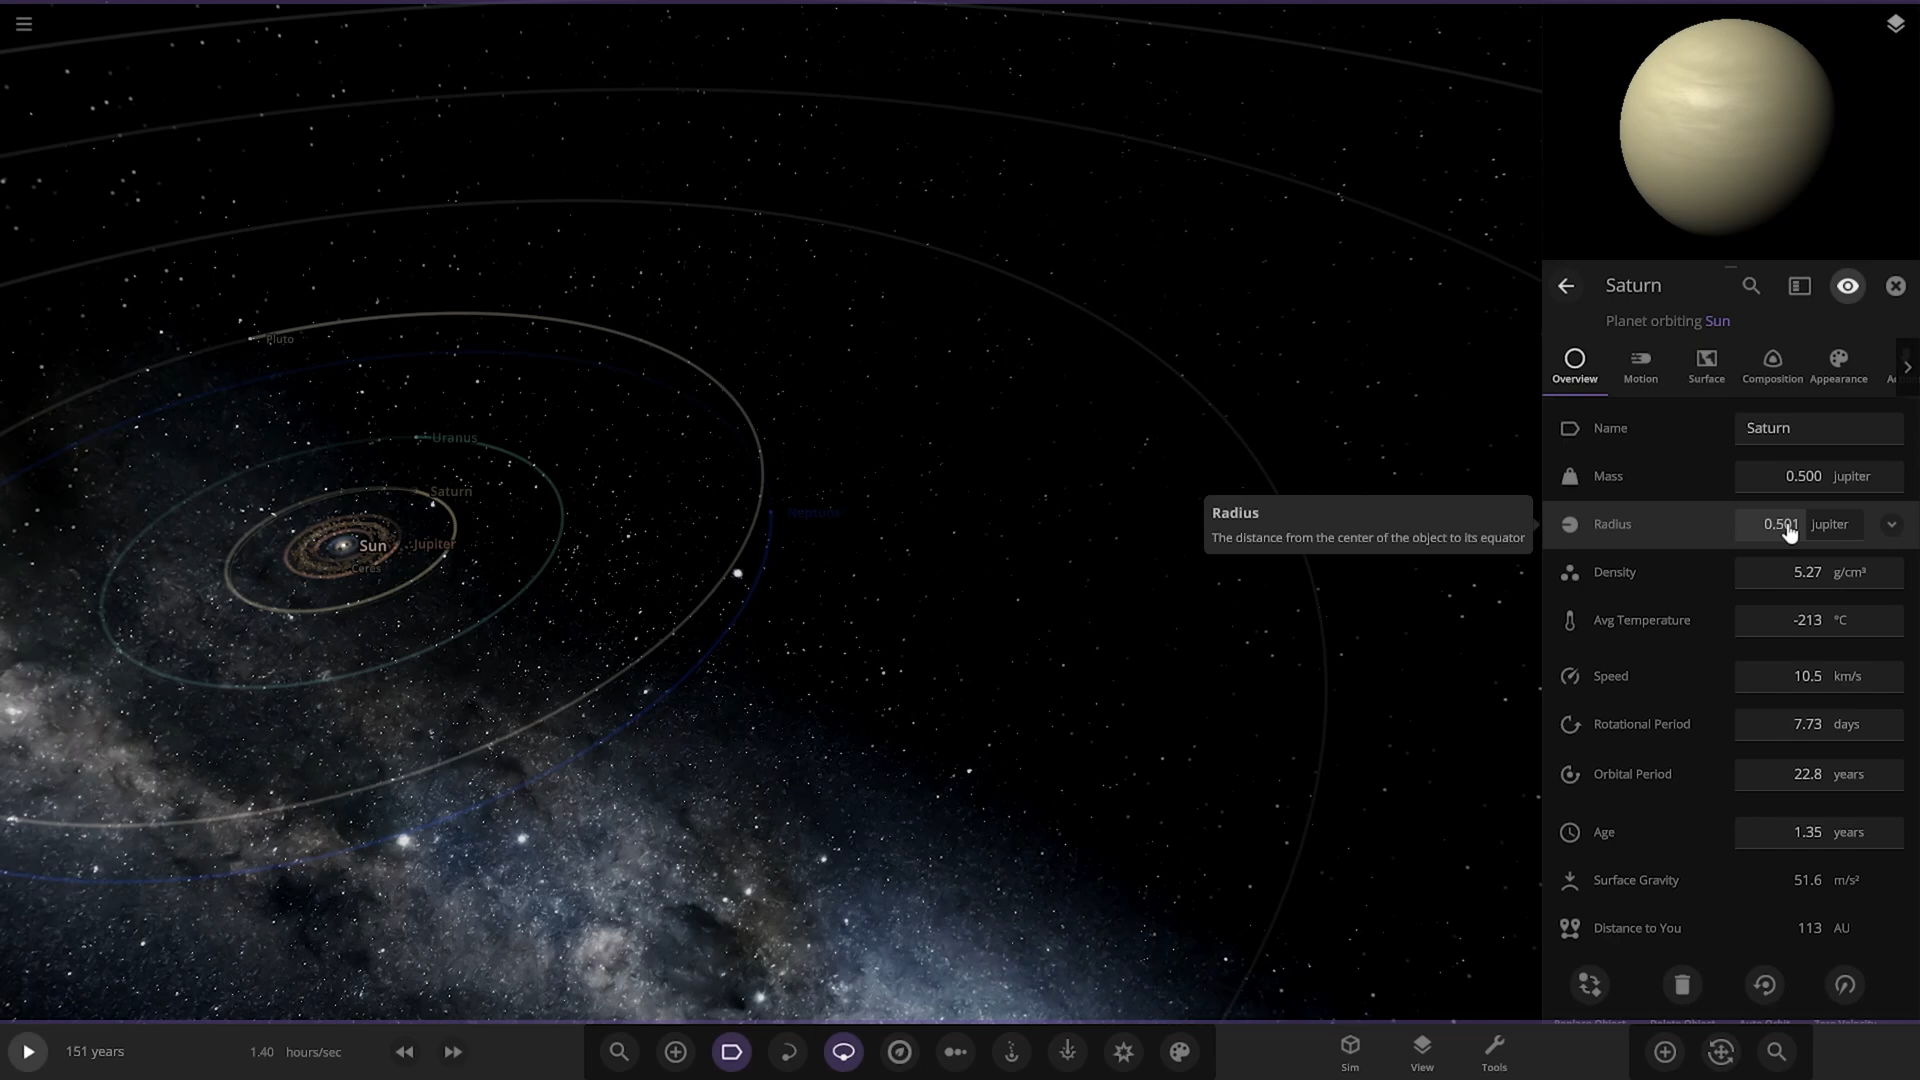 Saturn
Planet orbiting Sun
Overview
Motion
Surface
Composition
Appearance
Name
Saturn
Mass
0.500 Jupiter
Radius
0.501 Jupiter
Radius
The distance from the center of the object to its equator
Density
5.27 g/cm³
Avg Temperature
-213 °C
Speed
10.5 km/s
Rotational Period
7.73 days
Orbital Period
22.8 years
Age
1.35 years
Surface Gravity
51.6 m/s²
Distance to You
113 AU
Pluto
Uranus
Saturn
Neptune
Sun
Jupiter
Ceres
151 years
1.40 hours/sec
Sim
View
Tools